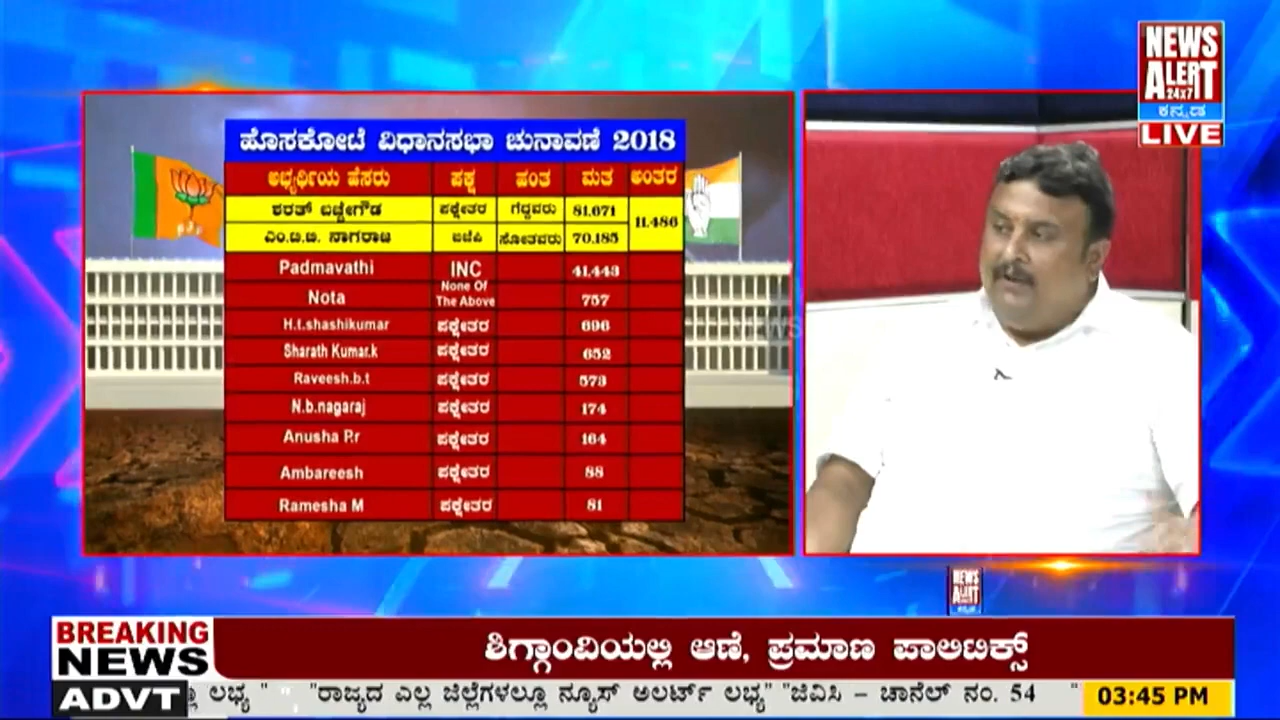 NEWS
ALERT
24x7
ಕನ್ನಡ
LIVE
ಹೊಸಕೋಟೆ ವಿಧಾನಸಭಾ ಚುನಾವಣೆ 2018
ಅಭ್ಯರ್ಥಿಯ ಹೆಸರು ಪಕ್ಷ ಹಂತ ಮತ ಅಂತರ
ಶರತ್ ಬಚ್ಚೇಗೌಡ ಪಕ್ಷೇತರ ಗೆದ್ದವರು 81,671 11,486
ಎಂ.ಟಿ.ಬಿ. ನಾಗರಾಜ ಬಿಜೆಪಿ ಸೋತವರು 70,185
Padmavathi INC 41,443
Nota None Of The Above 757
H.t.shashikumar ಪಕ್ಷೇತರ 696
Sharath Kumar.k ಪಕ್ಷೇತರ 652
Raveesh.b.t ಪಕ್ಷೇತರ 573
N.b.nagaraj ಪಕ್ಷೇತರ 174
Anusha P.r ಪಕ್ಷೇತರ 164
Ambareesh ಪಕ್ಷೇತರ 88
Ramesha M ಪಕ್ಷೇತರ 81
NEWS
ALERT
ಕನ್ನಡ
BREAKING
NEWS
ಶಿಗ್ಗಾಂವಿಯಲ್ಲಿ ಆಣೆ, ಪ್ರಮಾಣ ಪಾಲಿಟಿಕ್ಸ್
ADVT
ಲಭ್ಯ " "ರಾಜ್ಯದ ಎಲ್ಲ ಜಿಲ್ಲೆಗಳಲ್ಲೂ ನ್ಯೂಸ್ ಅಲರ್ಟ್ ಲಭ್ಯ" "ಜಿವಿಸಿ – ಚಾನೆಲ್ ನಂ. 54 "
03:45 PM